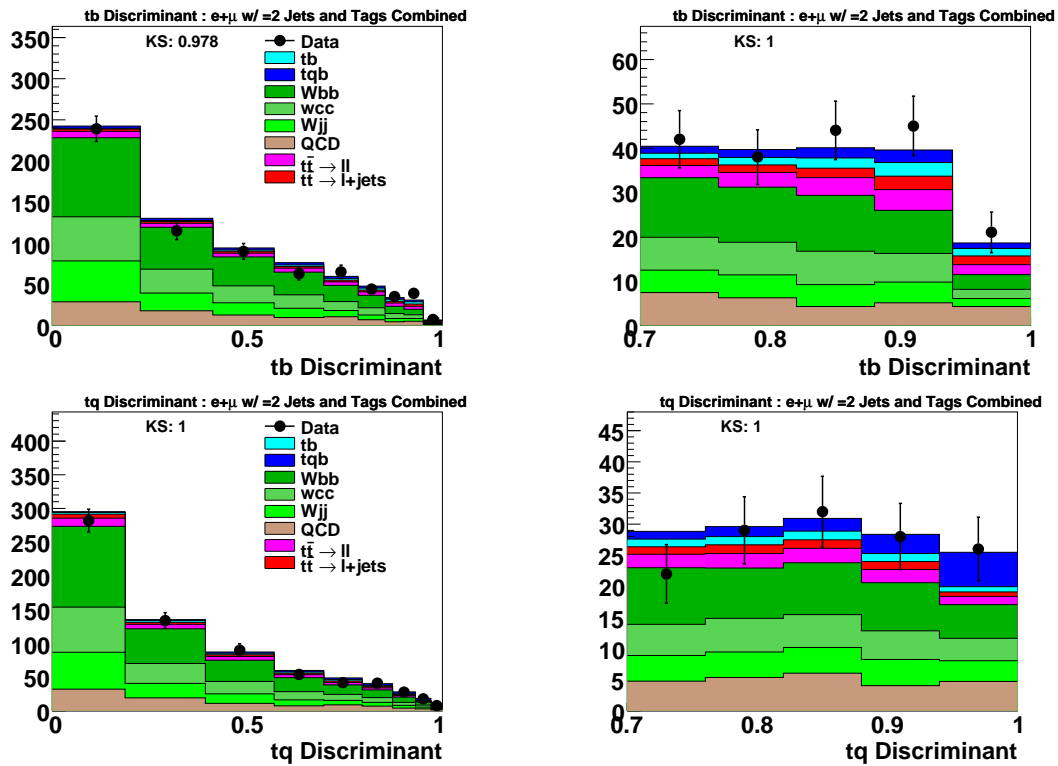 tb Discriminant : e+μ w/ =2 Jets and Tags Combined
KS: 0.978
Data
tb
tqb
Wbb
wcc
Wjj
QCD
tt̄ → ll
tt̄ → l+jets
350
300
250
200
150
100
50
0
0 0.5 1
tb Discriminant
tb Discriminant : e+μ w/ =2 Jets and Tags Combined
KS: 1
60
50
40
30
20
10
0
0.7 0.8 0.9 1
tb Discriminant
tq Discriminant : e+μ w/ =2 Jets and Tags Combined
KS: 1
Data
tb
tqb
Wbb
wcc
Wjj
QCD
tt̄ → ll
tt̄ → l+jets
400
350
300
250
200
150
100
50
0
0 0.5 1
tq Discriminant
tq Discriminant : e+μ w/ =2 Jets and Tags Combined
KS: 1
45
40
35
30
25
20
15
10
5
0
0.7 0.8 0.9 1
tq Discriminant